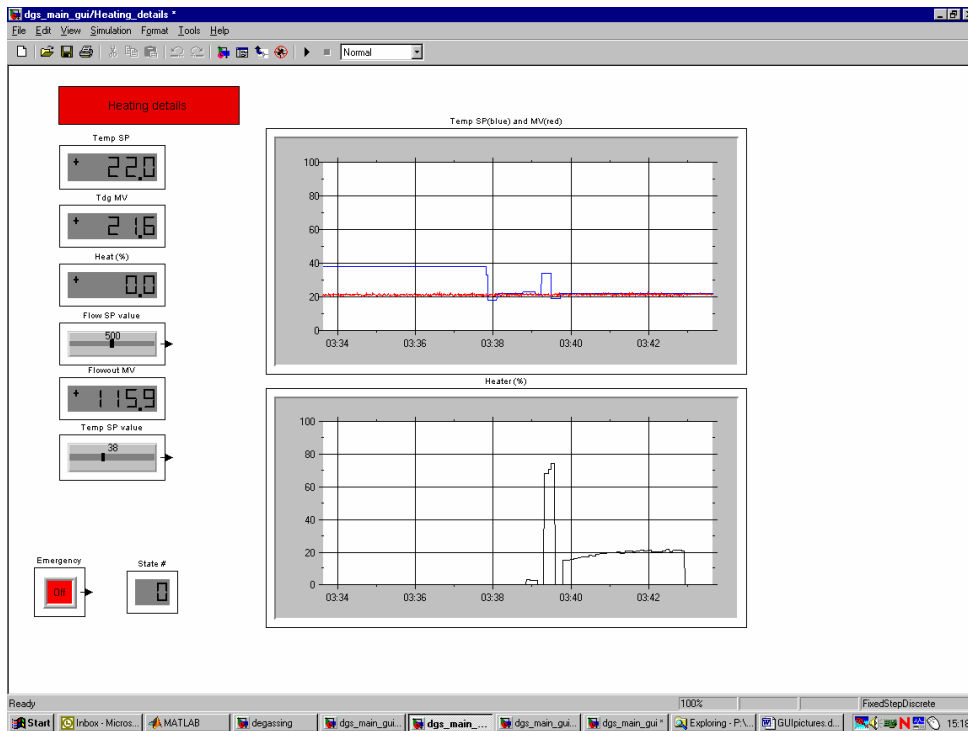 dgs_main_gui/Heating_details *
File Edit View Simulation Format Tools Help
Normal
Heating details
Temp SP
+ 22.0
Tdg MV
+ 21.6
Heat (%)
+ 0.0
Flow SP value
500
Flowout MV
+ 115.9
Temp SP value
38
Emergency
Off
State #
0
Temp SP(blue) and MV(red)
100
80
60
40
20
0
03:34 03:36 03:38 03:40 03:42
Heater (%)
100
80
60
40
20
0
03:34 03:36 03:38 03:40 03:42
Ready 100% FixedStepDiscrete
Start Inbox - Micros... MATLAB degassing dgs_main_gui... dgs_main_... dgs_main_gui... dgs_main_gui * Exploring - P:\... GUIpictures.d... 15:18